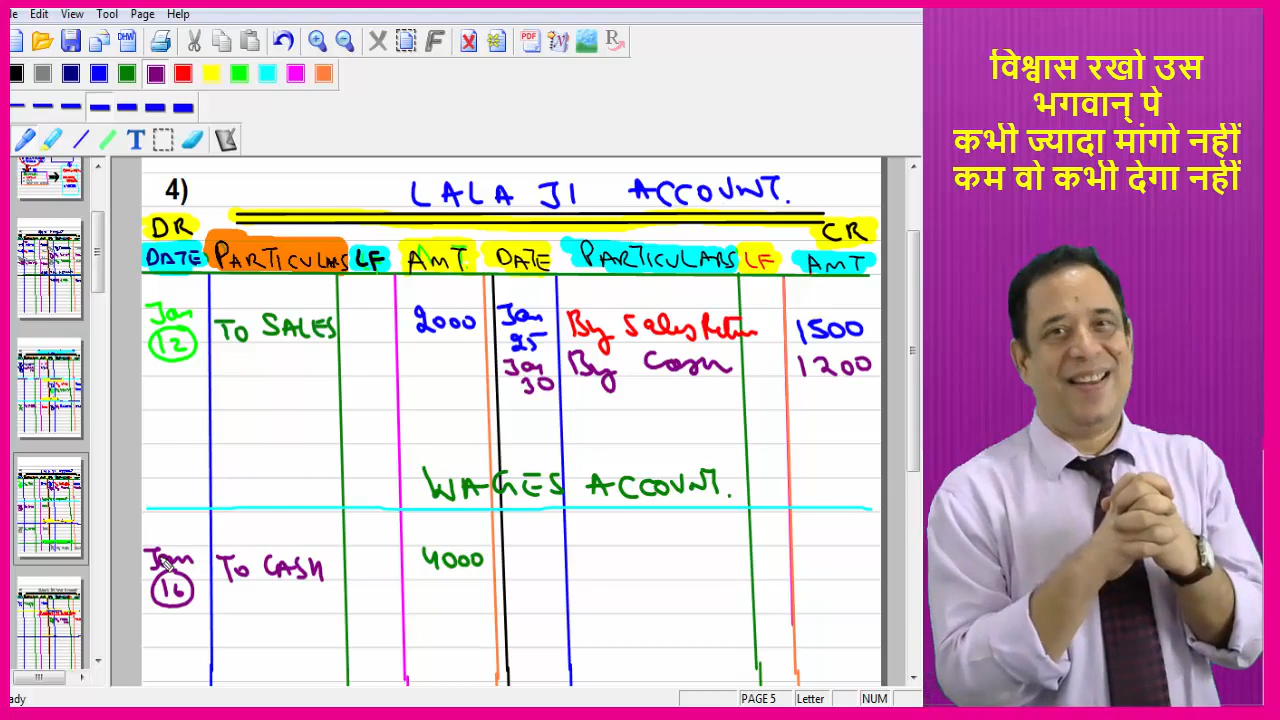 Edit View Tool Page Help
विश्वास रखो उस
भगवान् पे
कभी ज्यादा मांगो नहीं
कम वो कभी देगा नहीं
4) LALA JI ACCOUNT.
DR CR
DATE PARTICULARS LF AMT. DATE PARTICULARS LF AMT
Jan 12 TO SALES 2000 Jan 25 By Sales Return 1500
Jan 30 By Cash 1200
WAGES ACCOUNT.
Jan 16 To CASH 4000
PAGE 5 Letter NUM